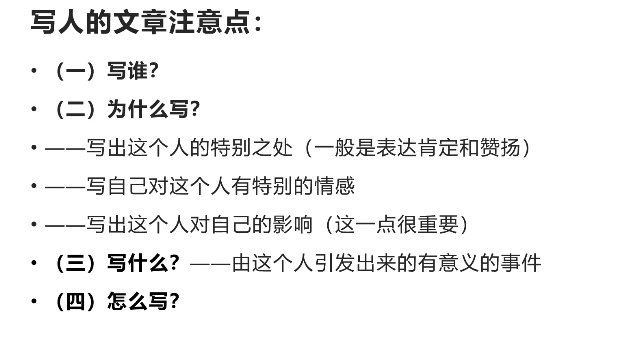 写人的文章注意点：
• （一）写谁？
• （二）为什么写？
• ——写出这个人的特别之处（一般是表达肯定和赞扬）
• ——写自己对这个人有特别的情感
• ——写出这个人对自己的影响（这一点很重要）
• （三）写什么？——由这个人引发出来的有意义的事件
• （四）怎么写？